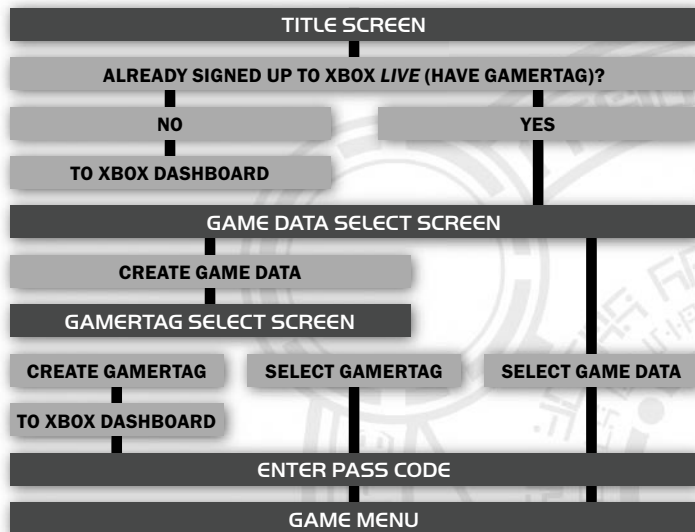 TITLE SCREEN
ALREADY SIGNED UP TO XBOX LIVE (HAVE GAMERTAG)?
NO
YES
TO XBOX DASHBOARD
GAME DATA SELECT SCREEN
CREATE GAME DATA
GAMERTAG SELECT SCREEN
CREATE GAMERTAG
SELECT GAMERTAG
SELECT GAME DATA
TO XBOX DASHBOARD
ENTER PASS CODE
GAME MENU